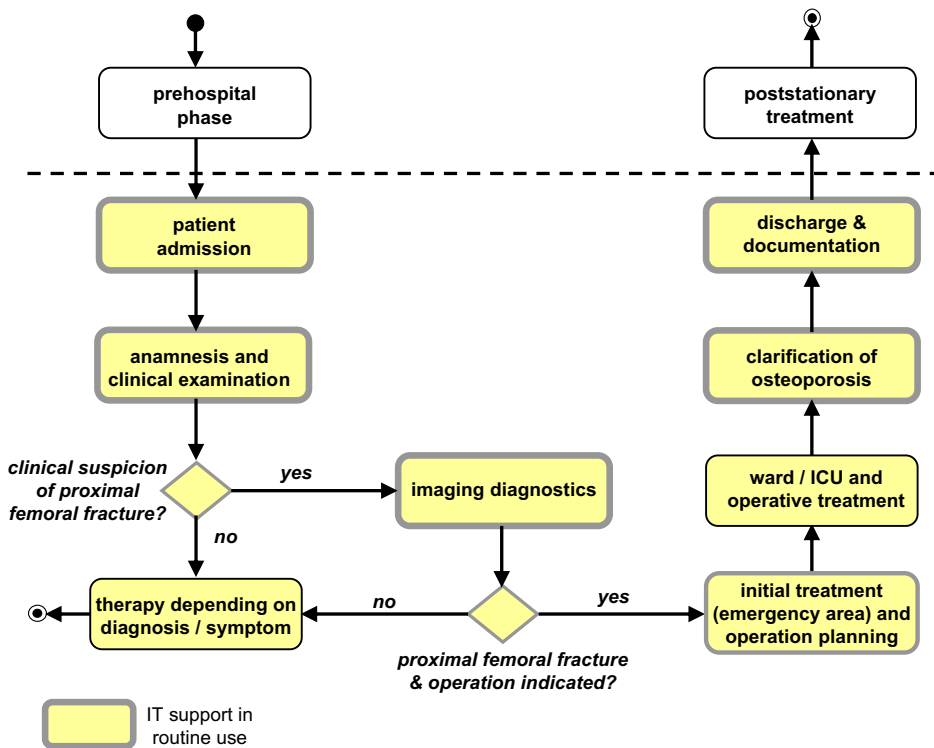 prehospital
phase
poststationary
treatment
patient
admission
discharge &
documentation
anamnesis and
clinical examination
clarification of
osteoporosis
clinical suspicion
of proximal
femoral fracture?
yes
imaging diagnostics
ward / ICU and
operative treatment
no
therapy depending on
diagnosis / symptom
no
yes
initial treatment
(emergency area) and
operation planning
proximal femoral fracture
& operation indicated?
IT support in
routine use